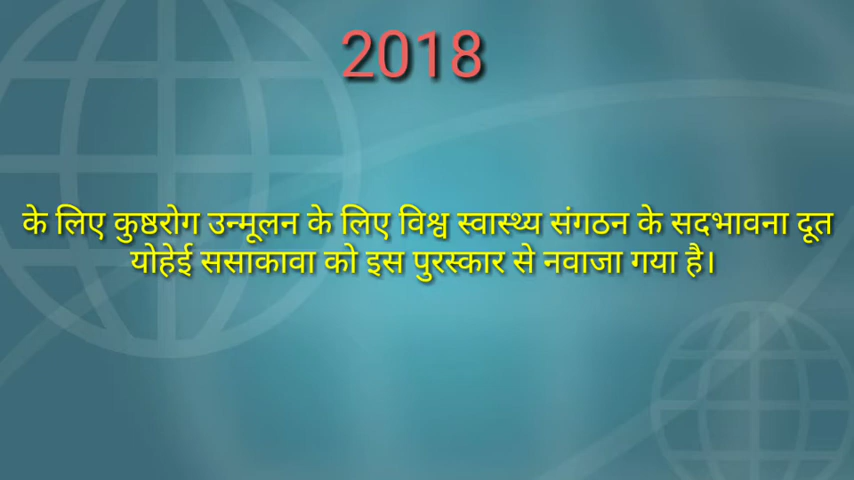 2018
के लिए कुष्ठरोग उन्मूलन के लिए विश्व स्वास्थ्य संगठन के सदभावना दूत
योहेई ससाकावा को इस पुरस्कार से नवाजा गया है।